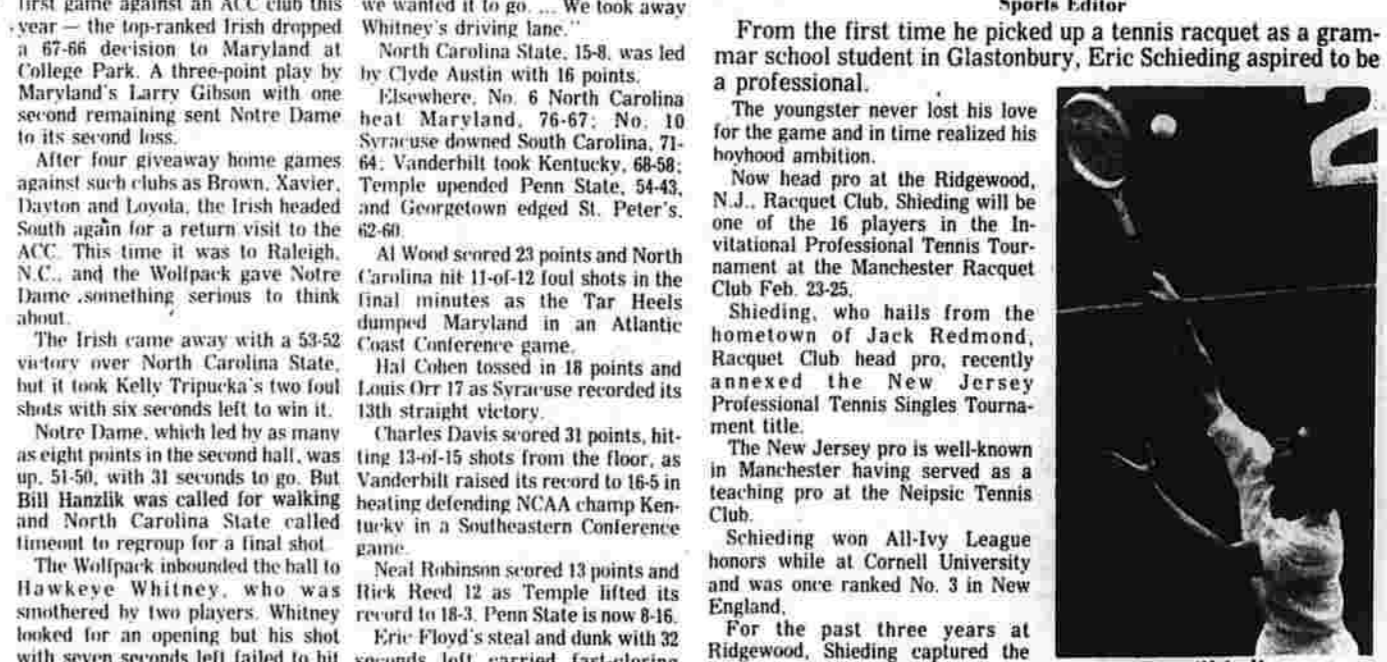 first game against an ACC club this
year — the top-ranked Irish dropped
a 67-66 decision to Maryland at
College Park. A three-point play by
Maryland's Larry Gibson with one
second remaining sent Notre Dame
to its second loss.
After four giveaway home games
against such clubs as Brown, Xavier,
Dayton and Loyola, the Irish headed
South again for a return visit to the
ACC. This time it was to Raleigh,
N.C., and the Wolfpack gave Notre
Dame something serious to think
about.
The Irish came away with a 53-52
victory over North Carolina State,
but it took Kelly Tripucka's two foul
shots with six seconds left to win it.
Notre Dame, which led by as many
as eight points in the second half, was
up, 51-50, with 31 seconds to go. But
Bill Hanzlik was called for walking
and North Carolina State called
timeout to regroup for a final shot.
The Wolfpack inbounded the ball to
Hawkeye Whitney, who was
smothered by two players. Whitney
looked for an opening but his shot
with seven seconds left failed to hit
we wanted it to go. ... We took away
Whitney's driving lane."
North Carolina State, 15-8, was led
by Clyde Austin with 16 points.
Elsewhere, No. 6 North Carolina
beat Maryland, 76-67; No. 10
Syracuse downed South Carolina, 71-
64; Vanderbilt took Kentucky, 68-58;
Temple upended Penn State, 54-43,
and Georgetown edged St. Peter's,
62-60.
Al Wood scored 23 points and North
Carolina hit 11-of-12 foul shots in the
final minutes as the Tar Heels
dumped Maryland in an Atlantic
Coast Conference game.
Hal Cohen tossed in 18 points and
Louis Orr 17 as Syracuse recorded its
13th straight victory.
Charles Davis scored 31 points, hit-
ting 13-of-15 shots from the floor, as
Vanderbilt raised its record to 16-5 in
beating defending NCAA champ Ken-
tucky in a Southeastern Conference
game.
Neal Robinson scored 13 points and
Rick Reed 12 as Temple lifted its
record to 18-3. Penn State is now 8-16.
Eric Floyd's steal and dunk with 32
seconds left carried fast-closing
Sports Editor
From the first time he picked up a tennis racquet as a gram-
mar school student in Glastonbury, Eric Schieding aspired to be
a professional.
The youngster never lost his love
for the game and in time realized his
boyhood ambition.
Now head pro at the Ridgewood,
N.J., Racquet Club, Shieding will be
one of the 16 players in the In-
vitational Professional Tennis Tour-
nament at the Manchester Racquet
Club Feb. 23-25.
Shieding, who hails from the
hometown of Jack Redmond,
Racquet Club head pro, recently
annexed the New Jersey
Professional Tennis Singles Tourna-
ment title.
The New Jersey pro is well-known
in Manchester having served as a
teaching pro at the Neipsic Tennis
Club.
Schieding won All-Ivy League
honors while at Cornell University
and was once ranked No. 3 in New
England.
For the past three years at
Ridgewood, Shieding captured the
2